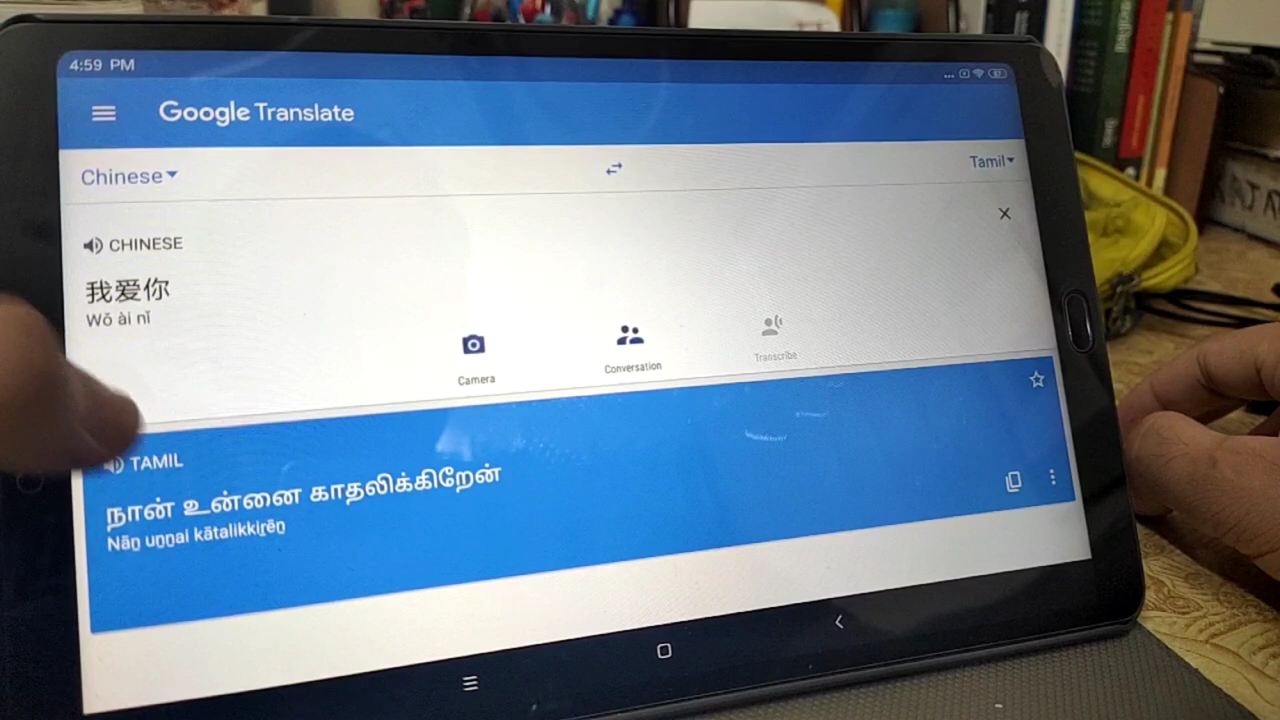 4:59 PM
Google Translate
Chinese
Tamil
CHINESE
我爱你
Wǒ ài nǐ
Camera
Conversation
Transcribe
TAMIL
நான் உன்னை காதலிக்கிறேன்
Nāṉ uṉṉai kātalikkiṟēṉ